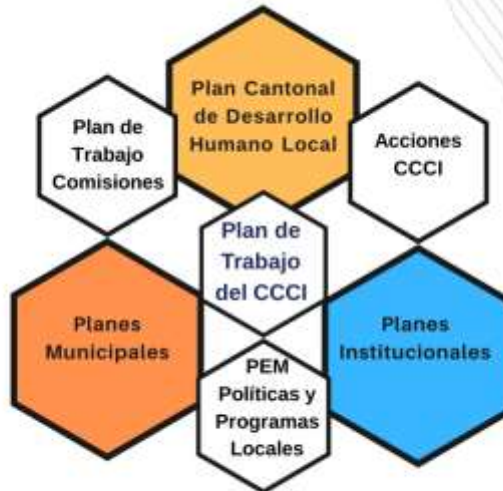 Plan Cantonal
de Desarrollo
Humano Local
Plan de
Trabajo
Comisiones
Acciones
CCCI
Plan de
Trabajo
del CCCI
Planes
Municipales
Planes
Institucionales
PEM
Políticas y
Programas
Locales